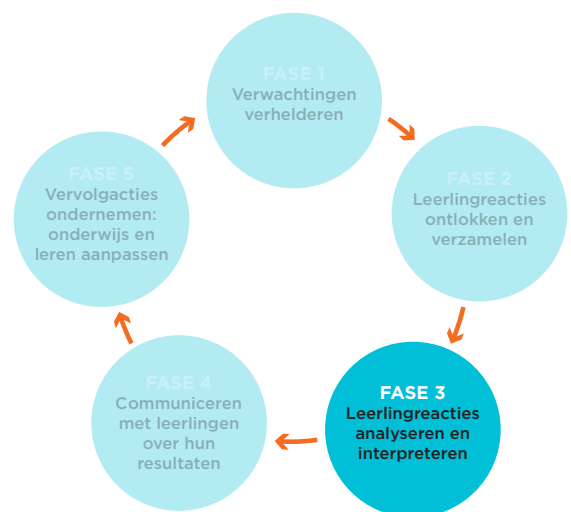 FASE 1
Verwachtingen
verhelderen
FASE 2
Leerlingreacties
ontlokken en
verzamelen
FASE 3
Leerlingreacties
analyseren en
interpreteren
FASE 4
Communiceren
met leerlingen
over hun
resultaten
FASE 5
Vervolgacties
ondernemen:
onderwijs en
leren aanpassen